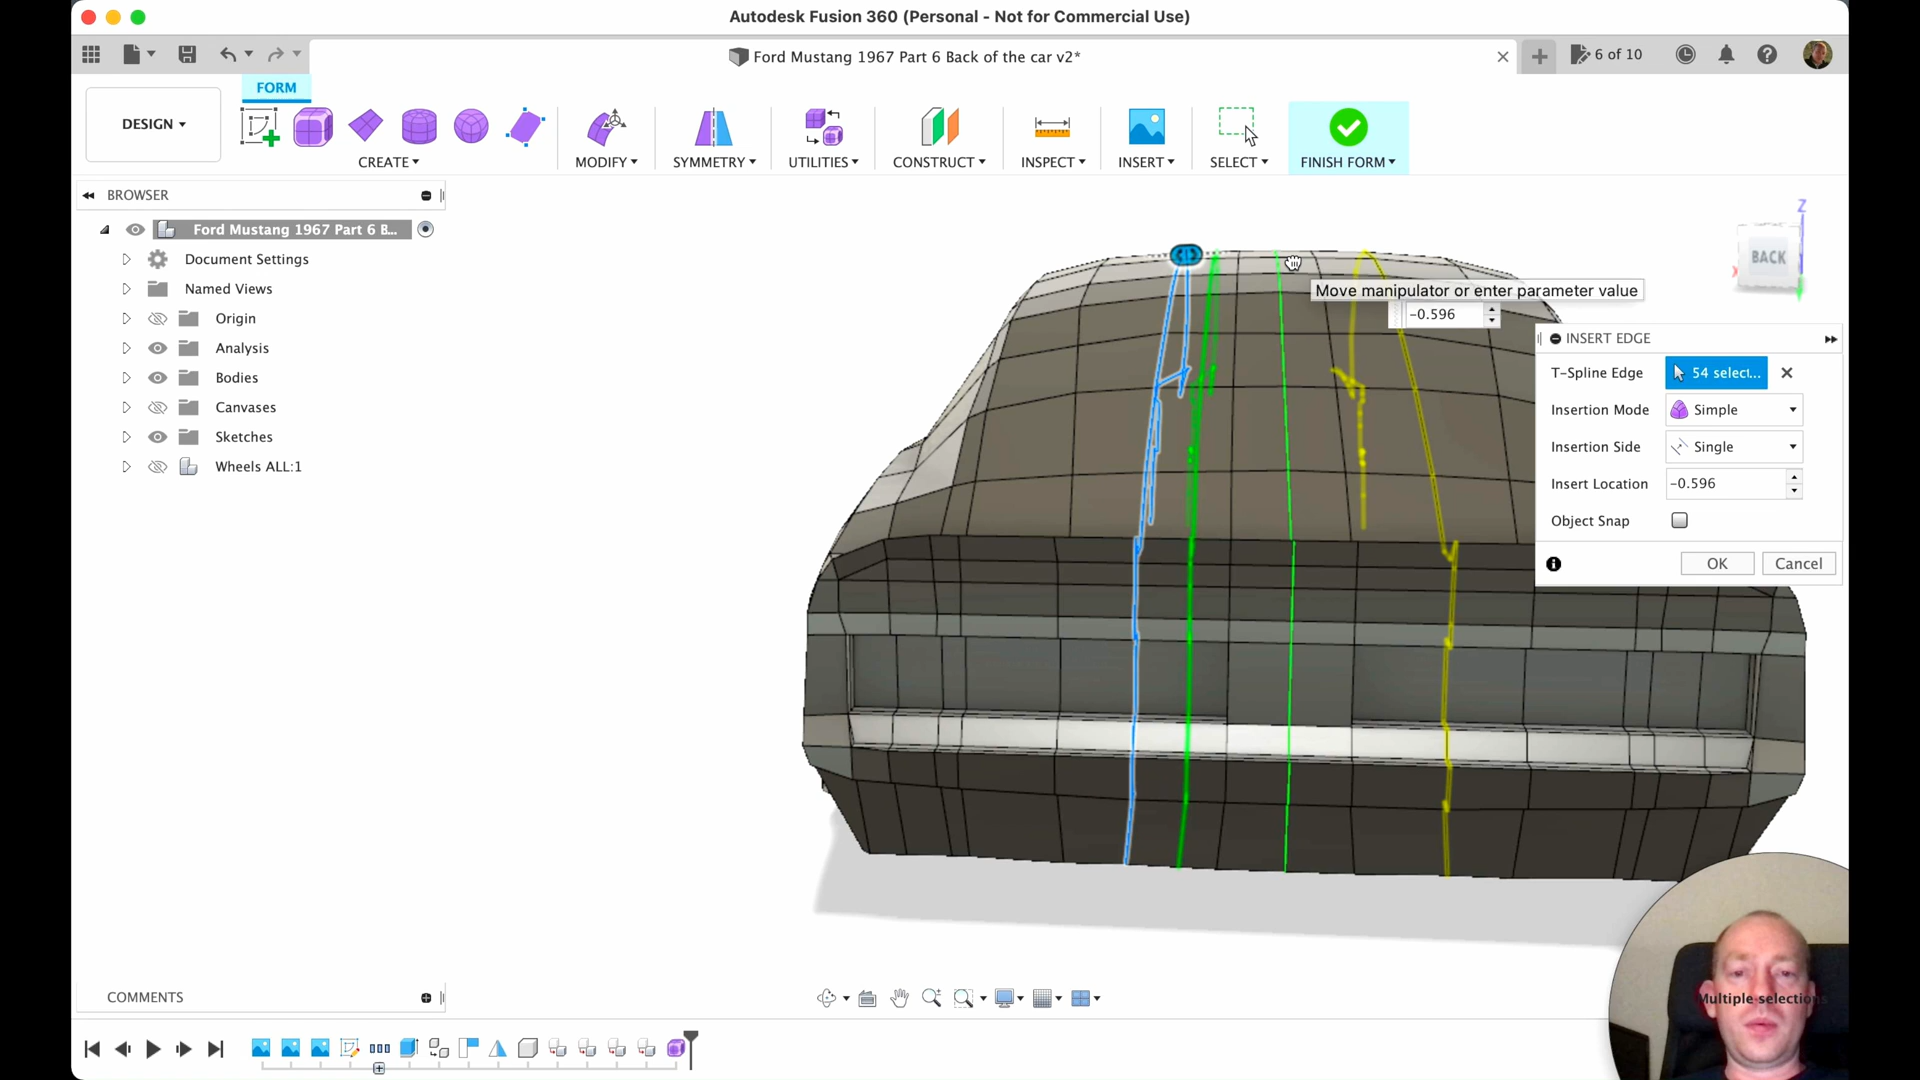 Autodesk Fusion 360 (Personal - Not for Commercial Use)
Ford Mustang 1967 Part 6 Back of the car v2*
6 of 10
FORM
DESIGN
CREATE
MODIFY
SYMMETRY
UTILITIES
CONSTRUCT
INSPECT
INSERT
SELECT
FINISH FORM
BROWSER
Ford Mustang 1967 Part 6 B...
Document Settings
Named Views
Origin
Analysis
Bodies
Canvases
Sketches
Wheels ALL:1
Z
BACK
X
Move manipulator or enter parameter value
-0.596
INSERT EDGE
T-Spline Edge
54 select...
Insertion Mode
Simple
Insertion Side
Single
Insert Location
-0.596
Object Snap
OK
Cancel
COMMENTS
Multiple selections